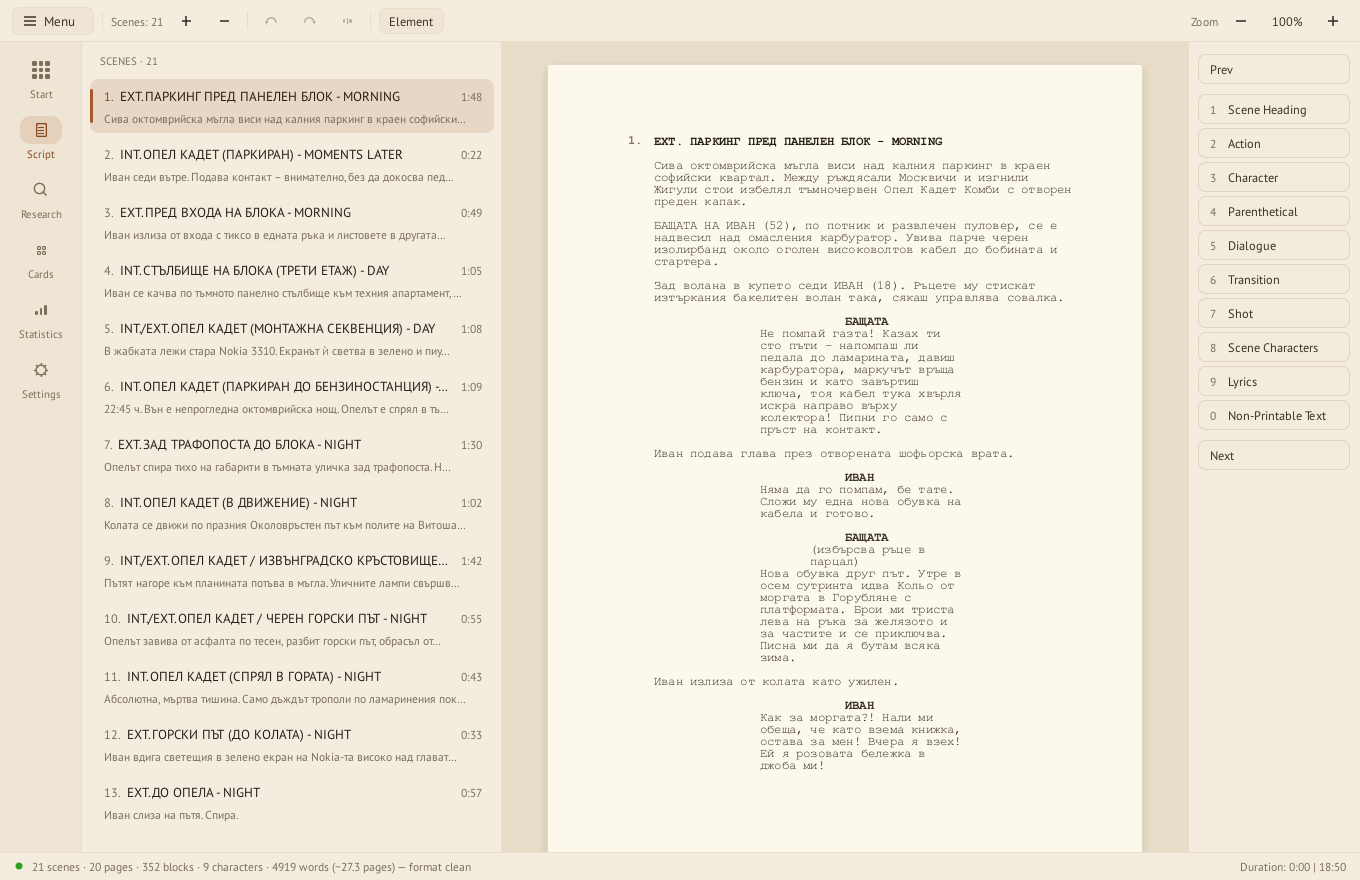 Menu
Scenes: 21
Element
Zoom
100%
Start
Script
Research
Cards
Statistics
Settings
SCENES · 21
1. ЕХТ.ПАРКИНГ ПРЕД ПАНЕЛЕН БЛОК - MORNING 1:48
Сива октомврийска мъгла виси над калния паркинг в краен софийски...
2. INT.ОПЕЛ КАДЕТ (ПАРКИРАН) - MOMENTS LATER 0:22
Иван седи вътре. Подава контакт – внимателно, без да докосва пед...
3. EXT.ПРЕД ВХОДА НА БЛОКА - MORNING 0:49
Иван излиза от входа с тиксо в едната ръка и листовете в другата...
4. INT.СТЪЛБИЩЕ НА БЛОКА (ТРЕТИ ЕТАЖ) - DAY 1:05
Иван се качва по тъмното панелно стълбище към техния апартамент, ...
5. INT./EXT.ОПЕЛ КАДЕТ (МОНТАЖНА СЕКВЕНЦИЯ) - DAY 1:08
В жабката лежи стара Nokia 3310. Екранът ѝ светва в зелено и пиу...
6. INT.ОПЕЛ КАДЕТ (ПАРКИРАН ДО БЕНЗИНОСТАНЦИЯ) -... 1:09
22:45 ч. Вън е непрогледна октомврийска нощ. Опелът е спрял в тъ...
7. EXT.ЗАД ТРАФОПОСТА ДО БЛОКА - NIGHT 1:30
Опелът спира тихо на габарити в тъмната уличка зад трафопоста. Н...
8. INT.ОПЕЛ КАДЕТ (В ДВИЖЕНИЕ) - NIGHT 1:02
Колата се движи по празния Околовръстен път към полите на Витоша...
9. INT./EXT.ОПЕЛ КАДЕТ / ИЗВЪНГРАДСКО КРЪСТОВИЩЕ... 1:42
Пътят нагоре към планината потъва в мъгла. Уличните лампи свършв...
10. INT./EXT.ОПЕЛ КАДЕТ / ЧЕРЕН ГОРСКИ ПЪТ - NIGHT 0:55
Опелът завива от асфалта по тесен, разбит горски път, обрасъл от...
11. INT.ОПЕЛ КАДЕТ (СПРЯЛ В ГОРАТА) - NIGHT 0:43
Абсолютна, мъртва тишина. Само дъждът трополи по ламаринения пок...
12. EXT.ГОРСКИ ПЪТ (ДО КОЛАТА) - NIGHT 0:33
Иван вдига светещия в зелено екран на Nokia-та високо над глават...
13. EXT.ДО ОПЕЛА - NIGHT 0:57
Иван слиза на пътя. Спира.
1. EXT. ПАРКИНГ ПРЕД ПАНЕЛЕН БЛОК - MORNING
Сива октомврийска мъгла виси над калния паркинг в краен
софийски квартал. Между ръждясали Москвичи и изгнили
Жигули стои избелял тъмночервен Опел Кадет Комби с отворен
преден капак.
БАЩАТА НА ИВАН (52), по потник и развлечен пуловер, се е
надвесил над омасления карбуратор. Увива парче черен
изолирбанд около оголен високоволтов кабел до бобината и
стартера.
Зад волана в купето седи ИВАН (18). Ръцете му стискат
изтъркания бакелитен волан така, сякаш управлява совалка.
БАЩАТА
Не помпай газта! Казах ти
сто пъти – напомпаш ли
педала до ламарината, давиш
карбуратора, маркучът връща
бензин и като завъртиш
ключа, тоя кабел тука хвърля
искра направо върху
колектора! Пипни го само с
пръст на контакт.
Иван подава глава през отворената шофьорска врата.
ИВАН
Няма да го помпам, бе тате.
Сложи му една нова обувка на
кабела и готово.
БАЩАТА
(избърсва ръце в
парцал)
Нова обувка друг път. Утре в
осем сутринта идва Кольо от
моргата в Горубляне с
платформата. Брои ми триста
лева на ръка за желязото и
за частите и се приключва.
Писна ми да я бутам всяка
зима.
Иван излиза от колата като ужилен.
ИВАН
Как за моргата?! Нали ми
обеща, че като взема книжка,
остава за мен! Вчера я взех!
Ей я розовата бележка в
джоба ми!
Prev
1 Scene Heading
2 Action
3 Character
4 Parenthetical
5 Dialogue
6 Transition
7 Shot
8 Scene Characters
9 Lyrics
0 Non-Printable Text
Next
21 scenes · 20 pages · 352 blocks · 9 characters · 4919 words (~27.3 pages) — format clean
Duration: 0:00 | 18:50